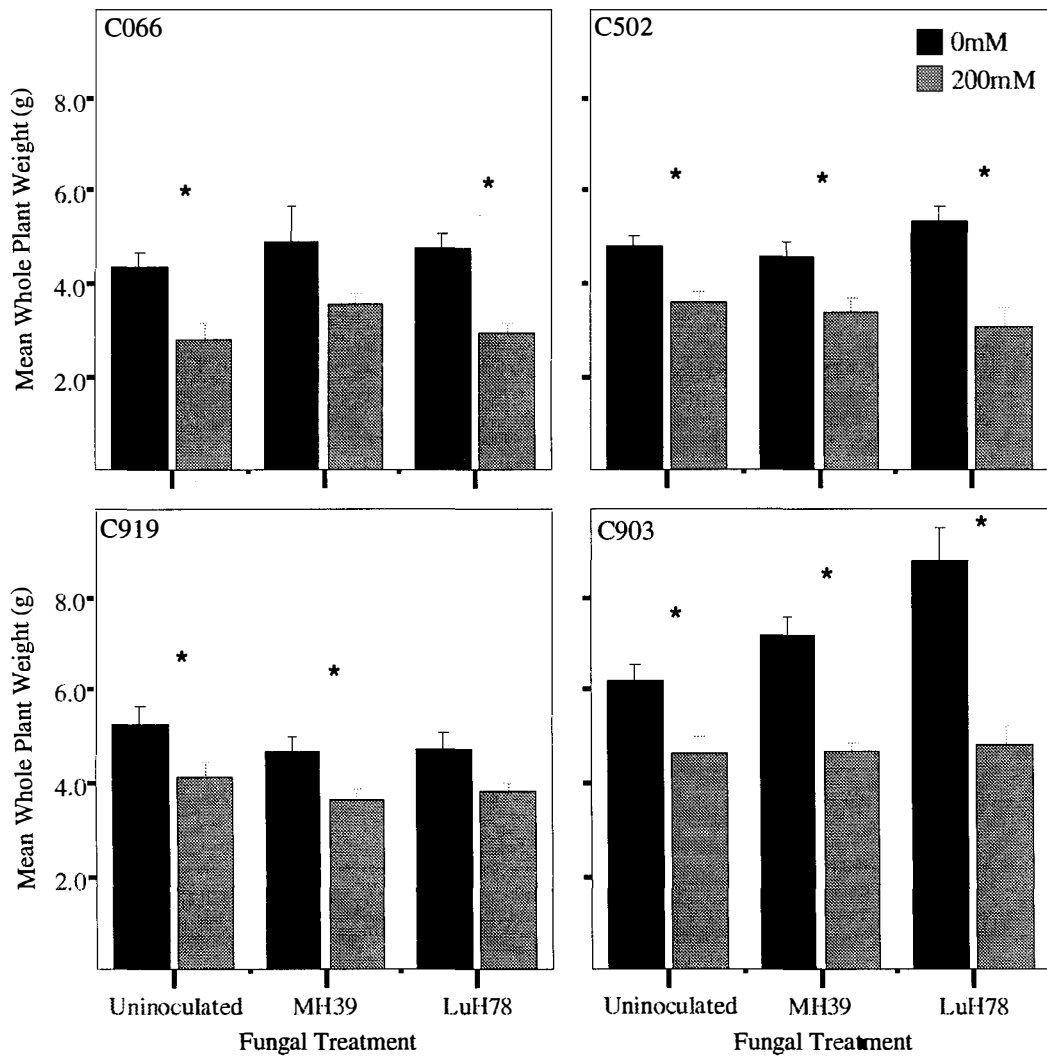 C066
C502
0mM
200mM
Mean Whole Plant Weight (g)
8.0
6.0
4.0
2.0
* *
* * *
C919
C903
Mean Whole Plant Weight (g)
8.0
6.0
4.0
2.0
* *
* * *
Uninoculated MH39 LuH78
Uninoculated MH39 LuH78
Fungal Treatment
Fungal Treatment